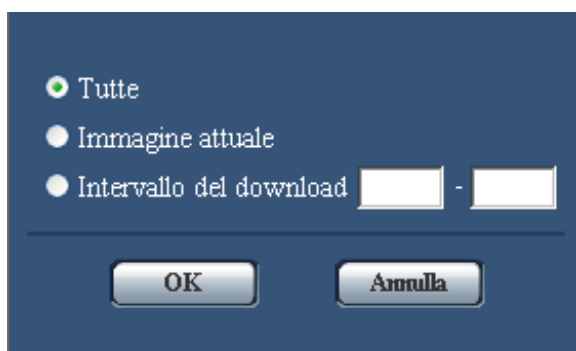 Tutte
Immagine attuale
Intervallo del download -
OK Annulla